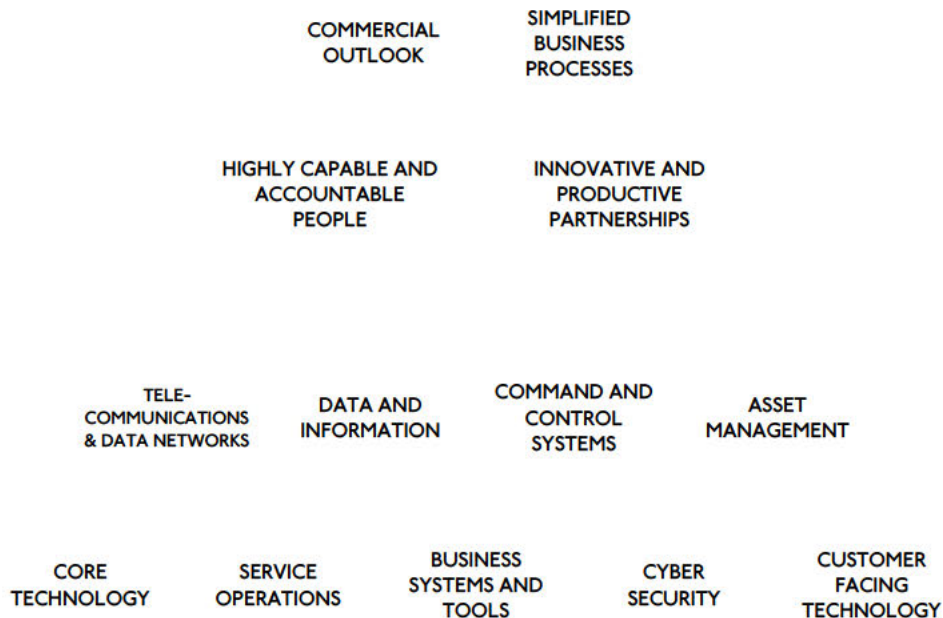 COMMERCIAL
OUTLOOK
SIMPLIFIED
BUSINESS
PROCESSES
HIGHLY CAPABLE AND
ACCOUNTABLE
PEOPLE
INNOVATIVE AND
PRODUCTIVE
PARTNERSHIPS
TELE-
COMMUNICATIONS
& DATA NETWORKS
DATA AND
INFORMATION
COMMAND AND
CONTROL
SYSTEMS
ASSET
MANAGEMENT
CORE
TECHNOLOGY
SERVICE
OPERATIONS
BUSINESS
SYSTEMS AND
TOOLS
CYBER
SECURITY
CUSTOMER
FACING
TECHNOLOGY